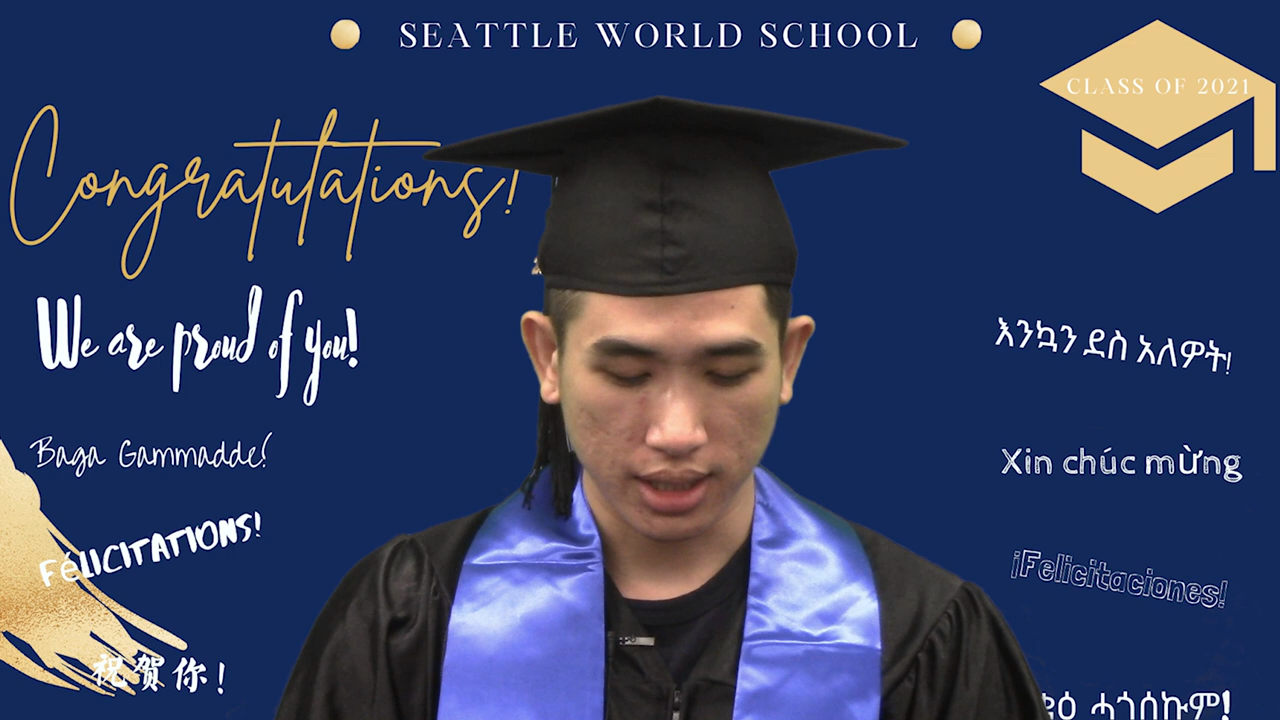 SEATTLE WORLD SCHOOL
CLASS OF 2021
Congratulations!
We are proud of you!
Baga Gammadde!
FéLICITATIONS!
祝贺你!
እንኳን ደስ አለዎት!
Xin chúc mừng
¡Felicitaciones!
ሓጎሰኩም!